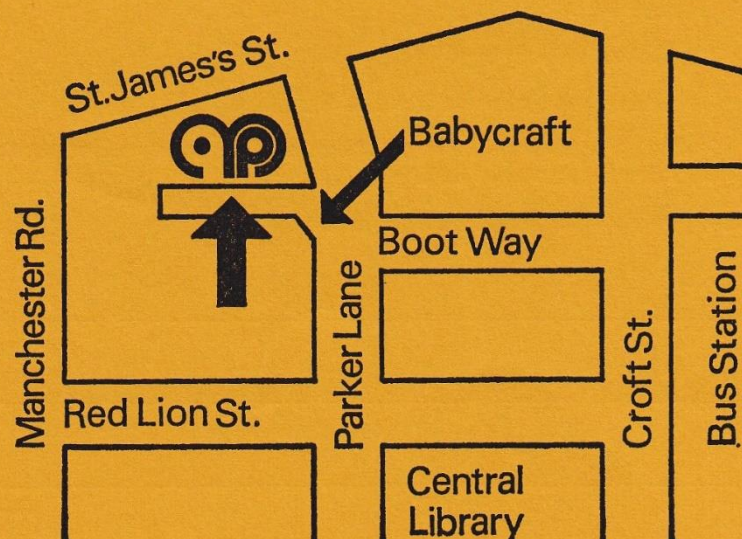 St.James's St.
ap
Babycraft
Manchester Rd.
Boot Way
Parker Lane
Croft St.
Bus Station
Red Lion St.
Central
Library